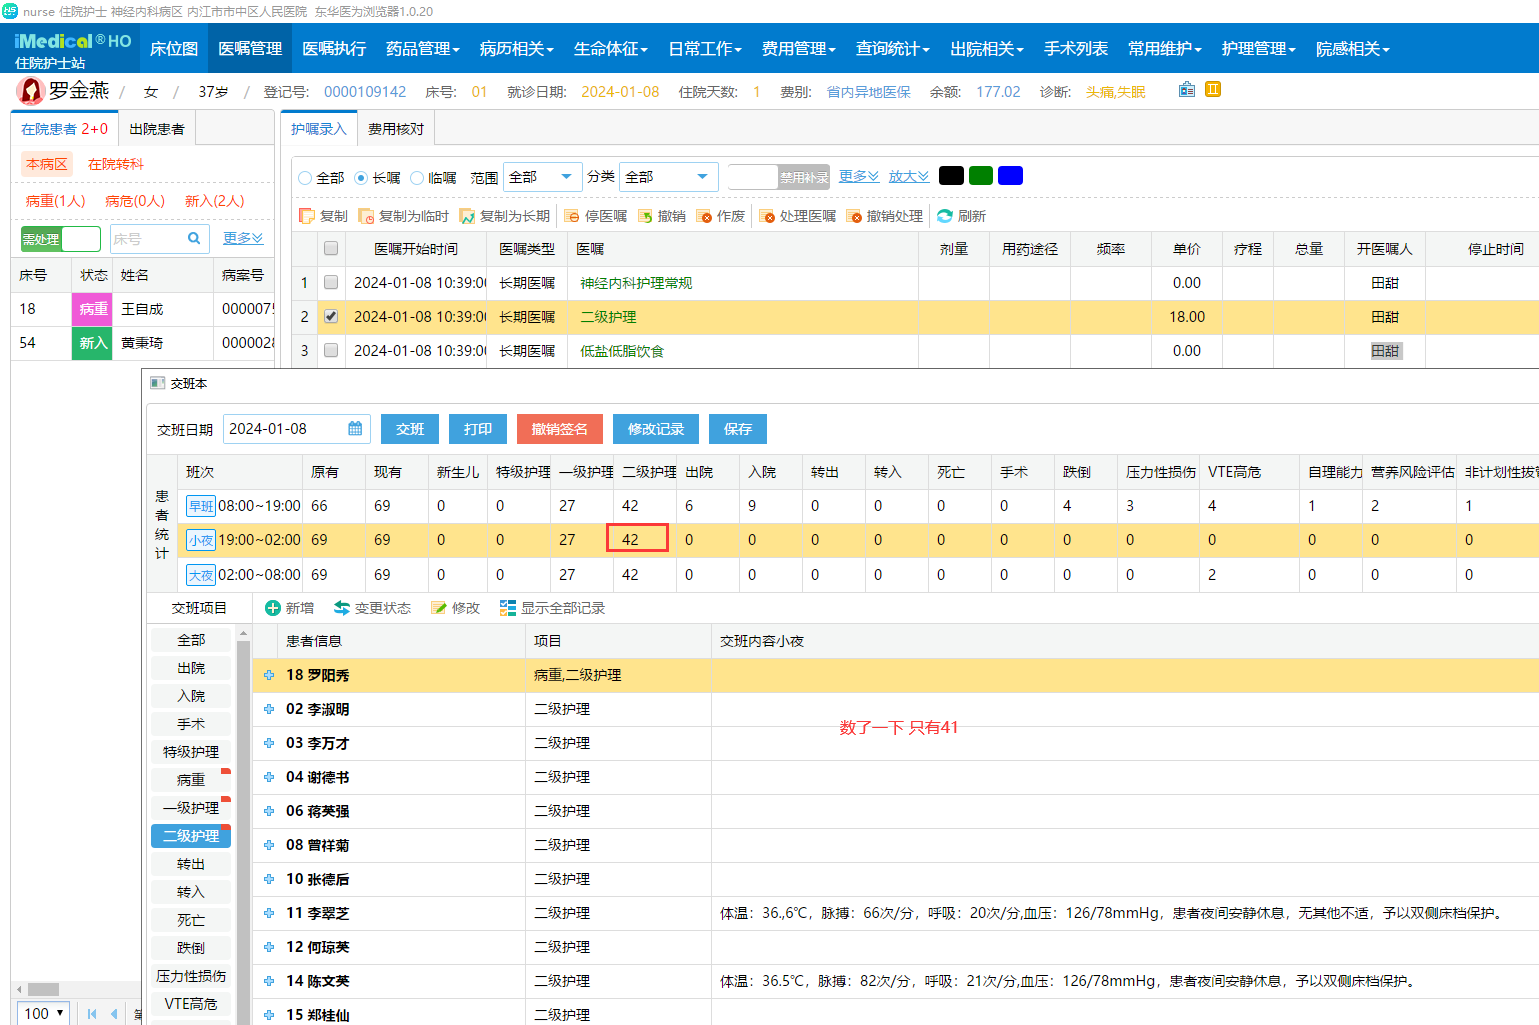 nurse 住院护士 神经内科病区 内江市市中区人民医院 东华医为浏览器1.0.20
iMedical®HO
住院护士站
床位图 医嘱管理 医嘱执行 药品管理 病历相关 生命体征 日常工作 费用管理 查询统计 出院相关 手术列表 常用维护 护理管理 院感相关
罗金燕 / 女 / 37岁 / 登记号: 0000109142 床号: 01 就诊日期: 2024-01-08 住院天数: 1 费别: 省内异地医保 余额: 177.02 诊断: 头痛,失眠
在院患者 2+0 出院患者
本病区 在院转科
病重(1人) 病危(0人) 新入(2人)
需处理 床号 更多
床号 状态 姓名 病案号
18 病重 王自成 000007
54 新入 黄秉琦 0000028
100
护嘱录入 费用核对
全部 长嘱 临嘱 范围 全部 分类 全部 禁用补录 更多 放大
复制 复制为临时 复制为长期 停医嘱 撤销 作废 处理医嘱 撤销处理 刷新
医嘱开始时间 医嘱类型 医嘱 剂量 用药途径 频率 单价 疗程 总量 开医嘱人 停止时间
1 2024-01-08 10:39:0 长期医嘱 神经内科护理常规 0.00 田甜
2 2024-01-08 10:39:0 长期医嘱 二级护理 18.00 田甜
3 2024-01-08 10:39:0 长期医嘱 低盐低脂饮食 0.00 田甜
交班本
交班日期 2024-01-08 交班 打印 撤销签名 修改记录 保存
患者统计
班次 原有 现有 新生儿 特级护理 一级护理 二级护理 出院 入院 转出 转入 死亡 手术 跌倒 压力性损伤 VTE高危 自理能力 营养风险评估 非计划性拔
早班 08:00~19:00 66 69 0 0 27 42 6 9 0 0 0 0 4 3 4 1 2 1
小夜 19:00~02:00 69 69 0 0 27 42 0 0 0 0 0 0 0 0 0 0 0 0
大夜 02:00~08:00 69 69 0 0 27 42 0 0 0 0 0 0 0 0 2 0 0 0
交班项目 新增 变更状态 修改 显示全部记录
全部
出院
入院
手术
特级护理
病重
一级护理
二级护理
转出
转入
死亡
跌倒
压力性损伤
VTE高危
患者信息 项目 交班内容小夜
18 罗阳秀 病重,二级护理
02 李淑明 二级护理
数了一下 只有41
03 李万才 二级护理
04 谢德书 二级护理
06 蒋英强 二级护理
08 曾祥菊 二级护理
10 张德后 二级护理
11 李翠芝 二级护理 体温：36.,6℃，脉搏：66次/分，呼吸：20次/分,血压：126/78mmHg，患者夜间安静休息，无其他不适，予以双侧床档保护。
12 何琼英 二级护理
14 陈文英 二级护理 体温：36.5℃，脉搏：82次/分，呼吸：21次/分,血压：126/78mmHg，患者夜间安静休息，予以双侧床档保护。
15 郑桂仙 二级护理